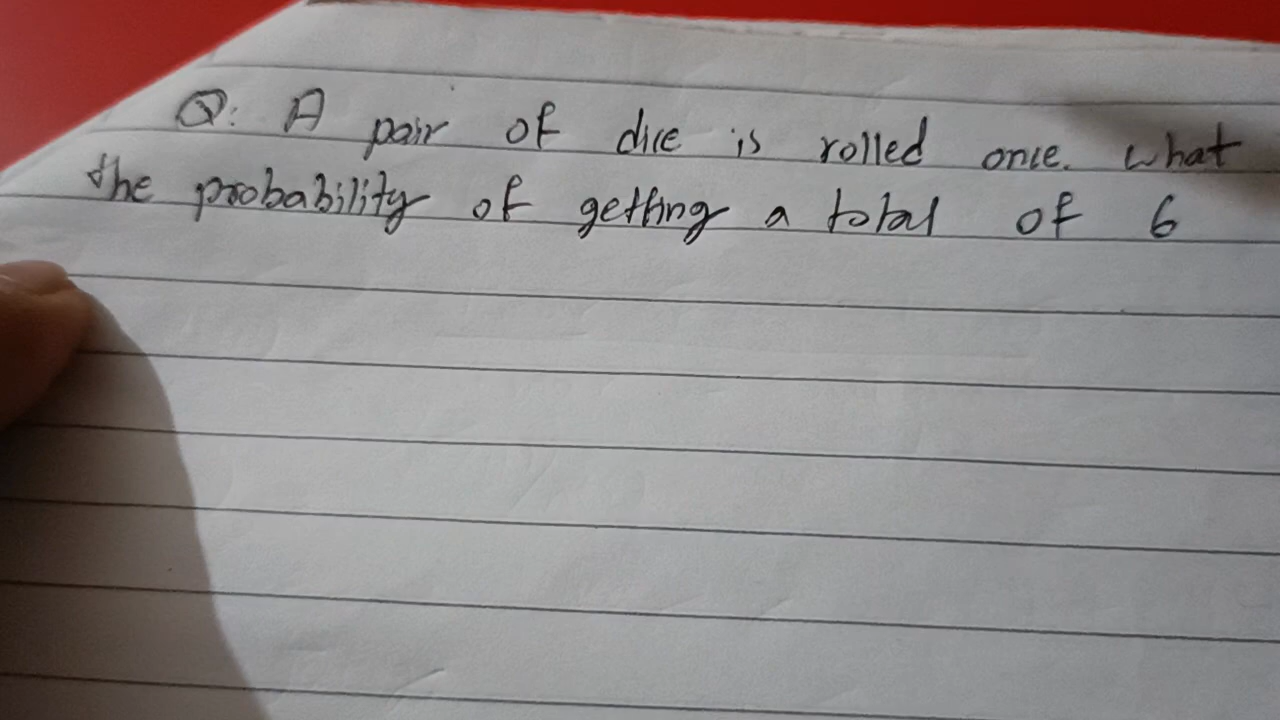 Q: A pair of dice is rolled once. what
the probability of getting a total of 6